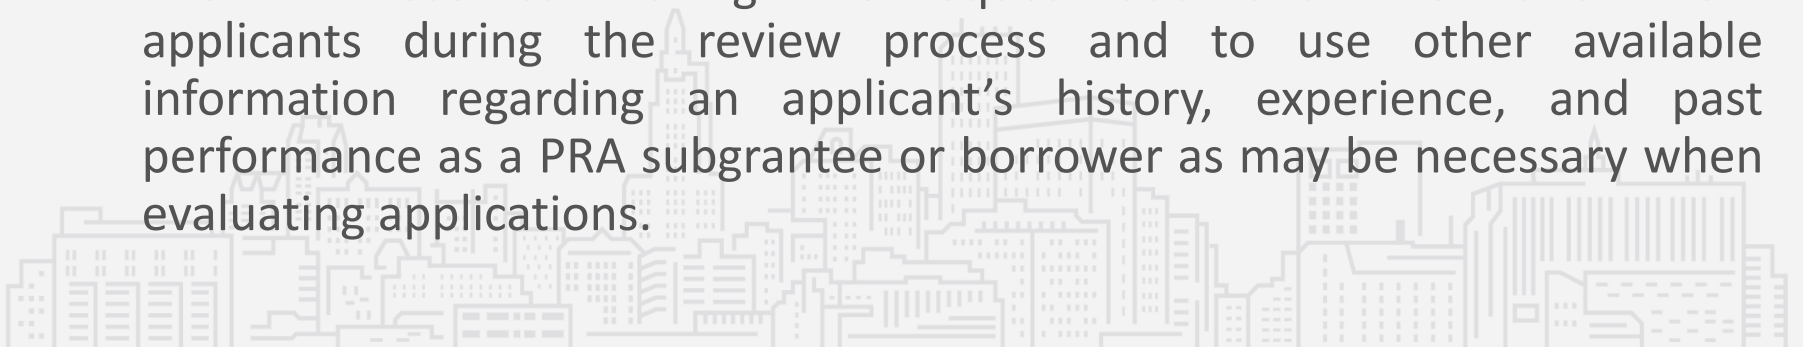 applicants during the review process and to use other available
information regarding an applicant’s history, experience, and past
performance as a PRA subgrantee or borrower as may be necessary when
evaluating applications.